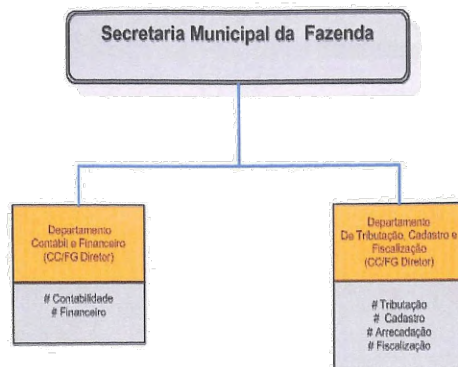 Secretaria Municipal da Fazenda
Departamento
Contábil e Financeiro
(CC/FG Diretor)
# Contabilidade
# Financeiro
Departamento
De Tributação, Cadastro e
Fiscalização
(CC/FG Diretor)
# Tributação
# Cadastro
# Arrecadação
# Fiscalização